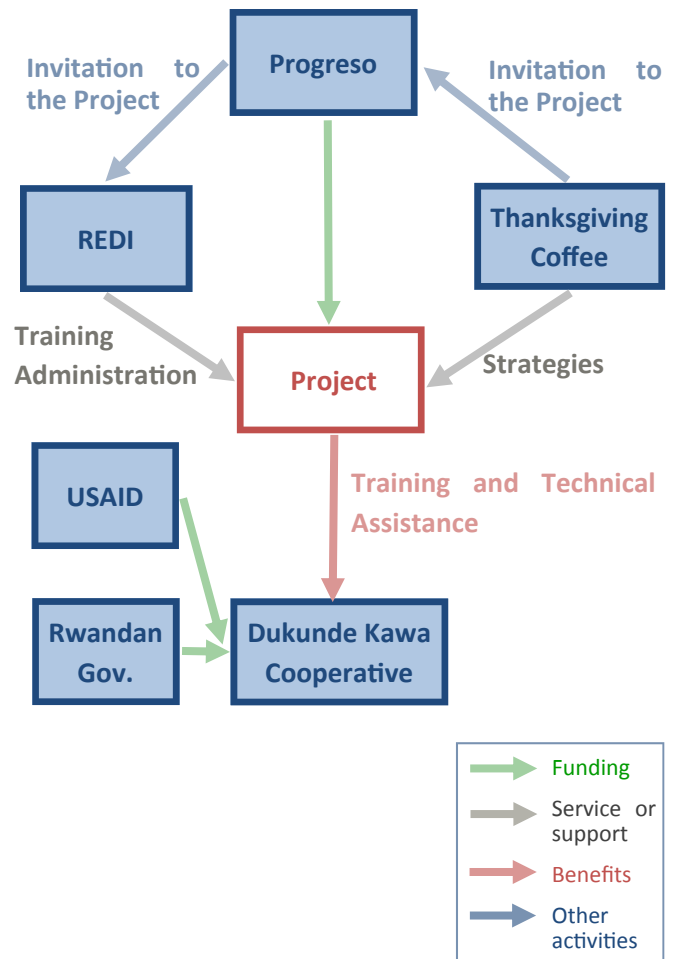 Progreso
Invitation to
the Project
Invitation to
the Project
REDI
Thanksgiving
Coffee
Training
Administration
Strategies
Project
USAID
Training and Technical
Assistance
Rwandan
Gov.
Dukunde Kawa
Cooperative
Funding
Service or
support
Benefits
Other
activities